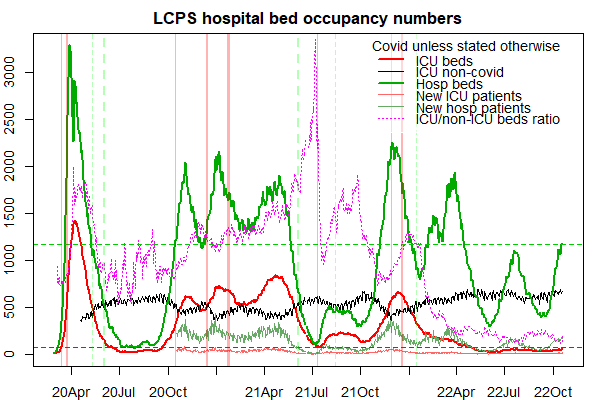 LCPS hospital bed occupancy numbers
Covid unless stated otherwise
ICU beds
ICU non-covid
Hosp beds
New ICU patients
New hosp patients
ICU/non-ICU beds ratio
3000
2500
2000
1500
1000
500
0
20Apr 20Jul 20Oct 21Apr 21Jul 21Oct 22Apr 22Jul 22Oct